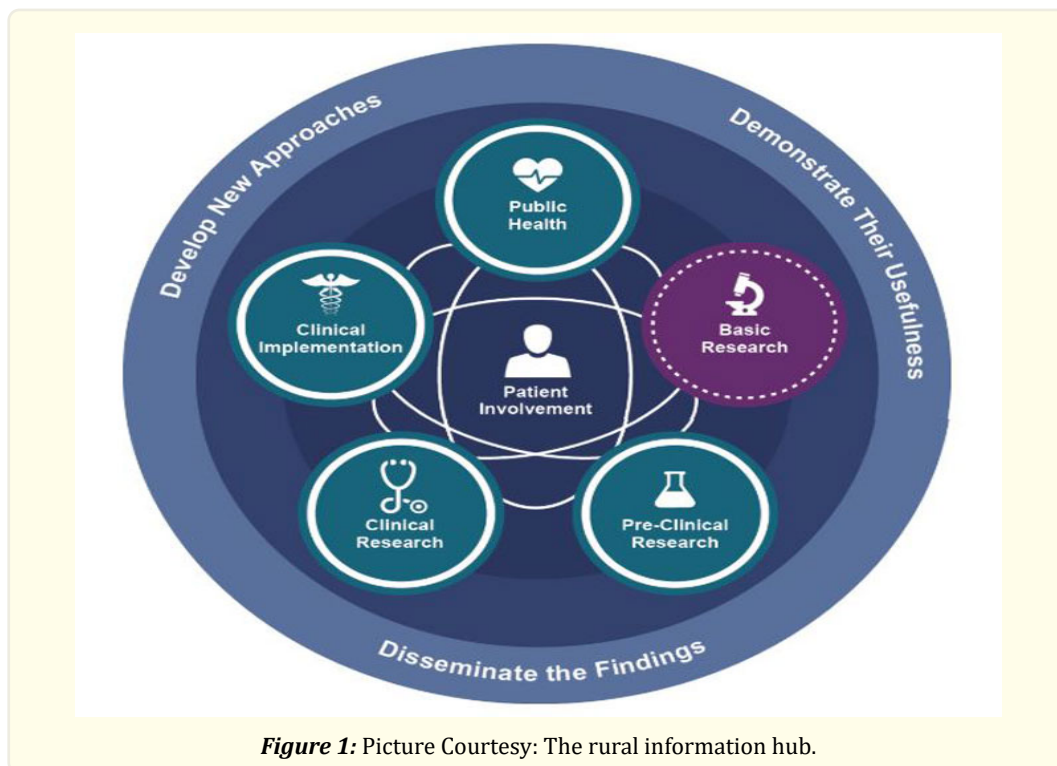 Develop New Approaches
Demonstrate Their Usefulness
Public
Health
Clinical
Implementation
Basic
Research
Patient
Involvement
Clinical
Research
Pre-Clinical
Research
Disseminate the Findings
Figure 1: Picture Courtesy: The rural information hub.